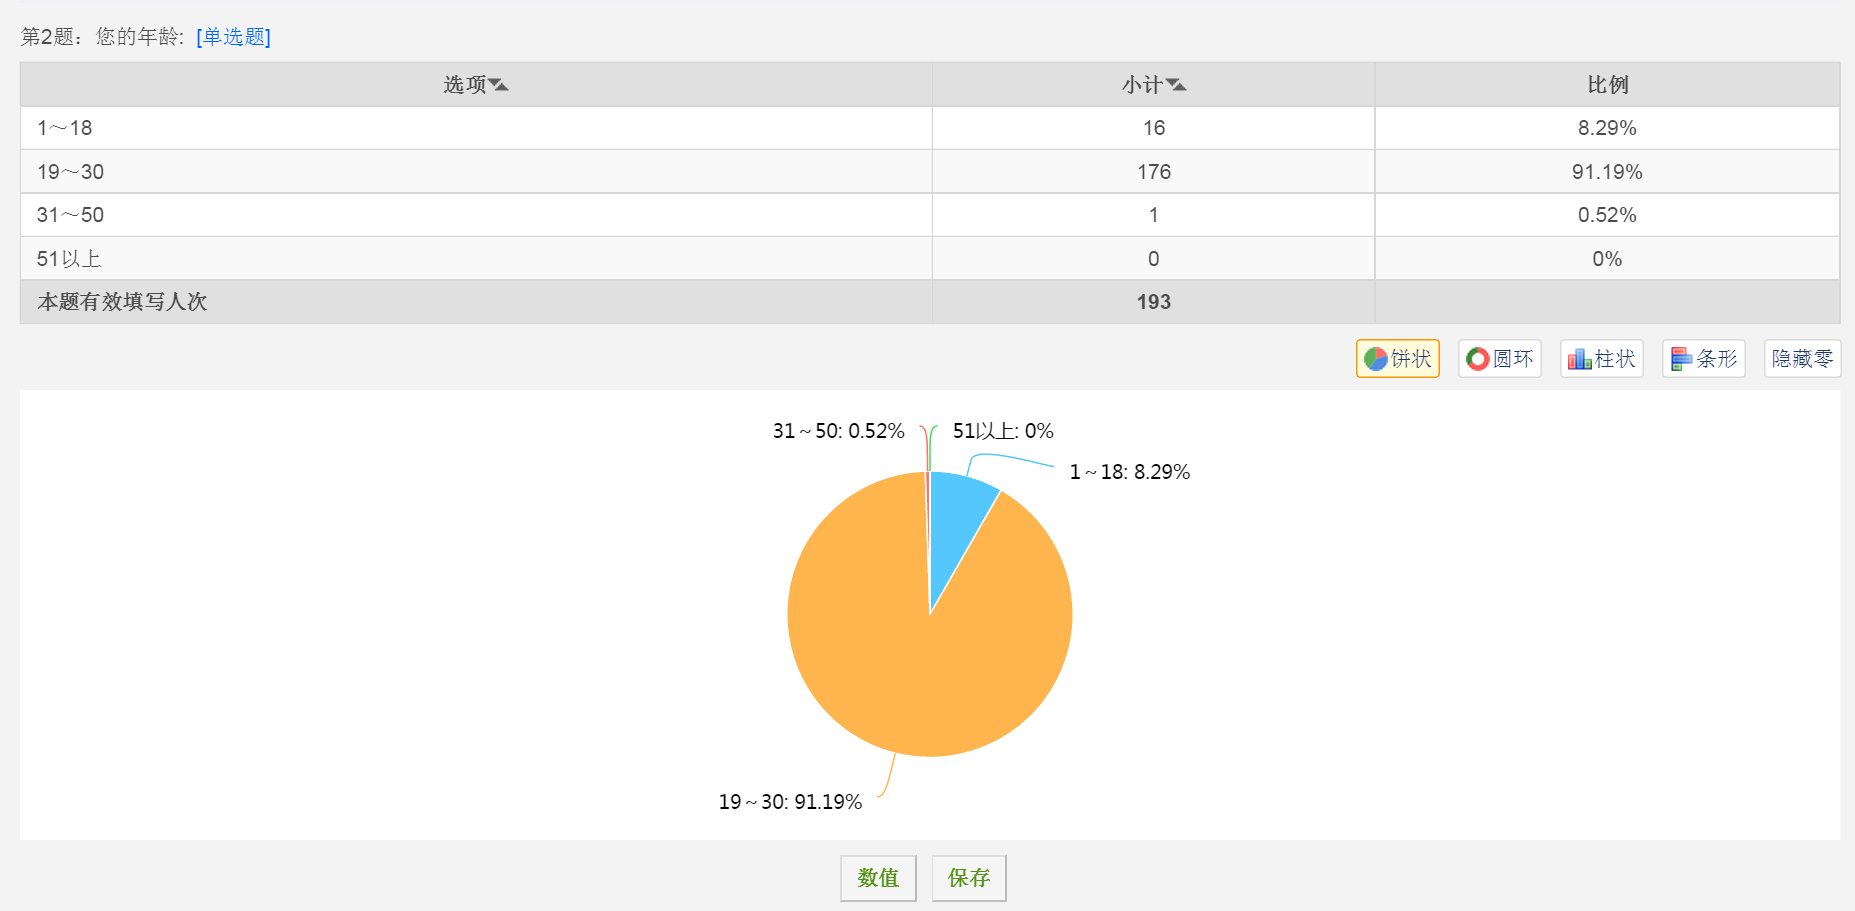 第2题：您的年龄: [单选题]
选项 小计 比例
1～18 16 8.29%
19～30 176 91.19%
31～50 1 0.52%
51以上 0 0%
本题有效填写人次 193
饼状 圆环 柱状 条形 隐藏零
31～50: 0.52% 51以上: 0%
1～18: 8.29%
19～30: 91.19%
数值 保存